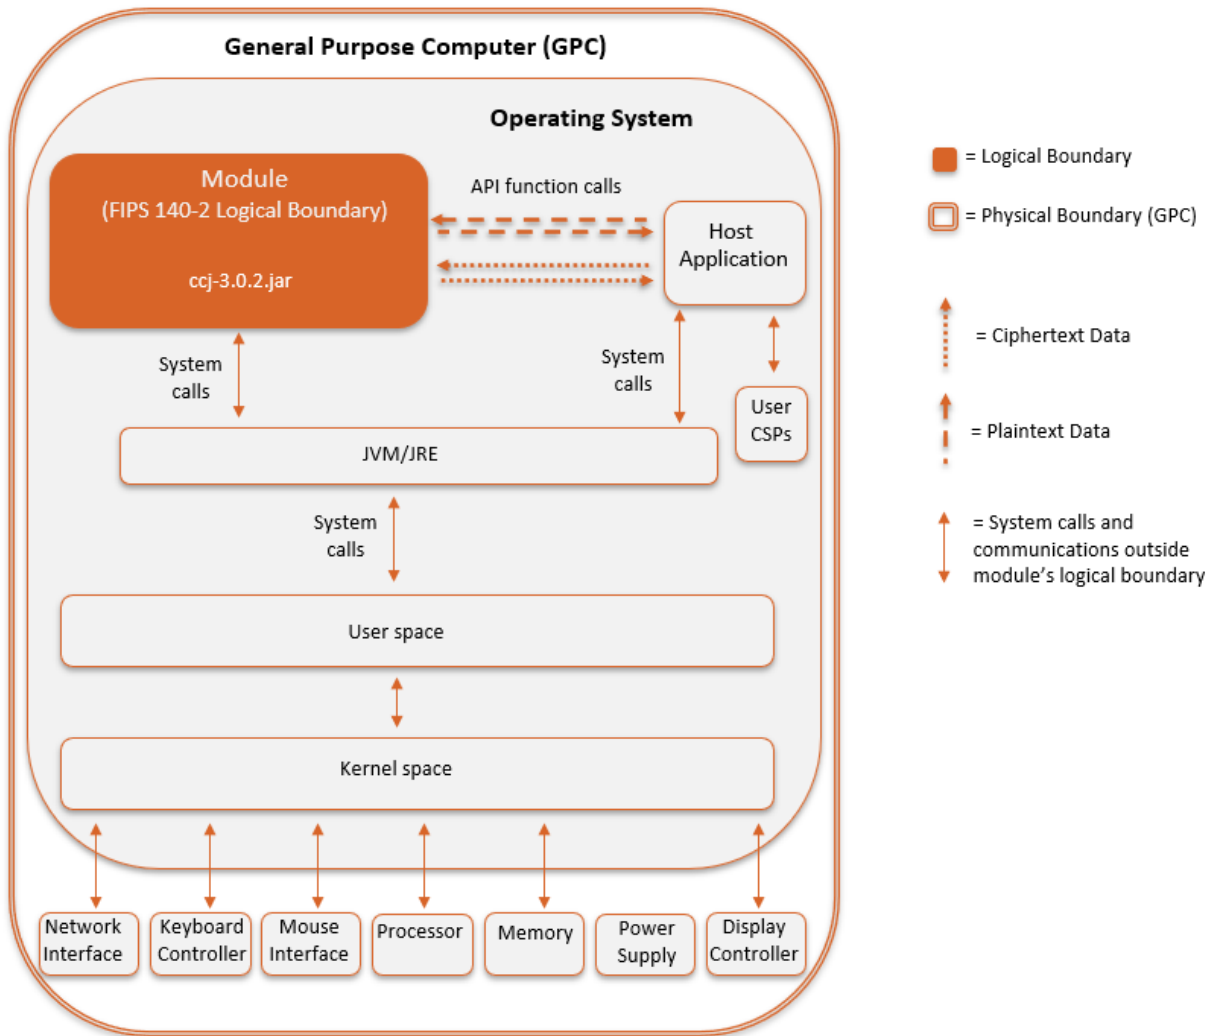 General Purpose Computer (GPC)
Operating System
Module
(FIPS 140-2 Logical Boundary)
ccj-3.0.2.jar
API function calls
Host
Application
System
calls
System
calls
User
CSPs
JVM/JRE
System
calls
User space
Kernel space
Network
Interface
Keyboard
Controller
Mouse
Interface
Processor
Memory
Power
Supply
Display
Controller
= Logical Boundary
= Physical Boundary (GPC)
= Ciphertext Data
= Plaintext Data
= System calls and
communications outside
module’s logical boundary